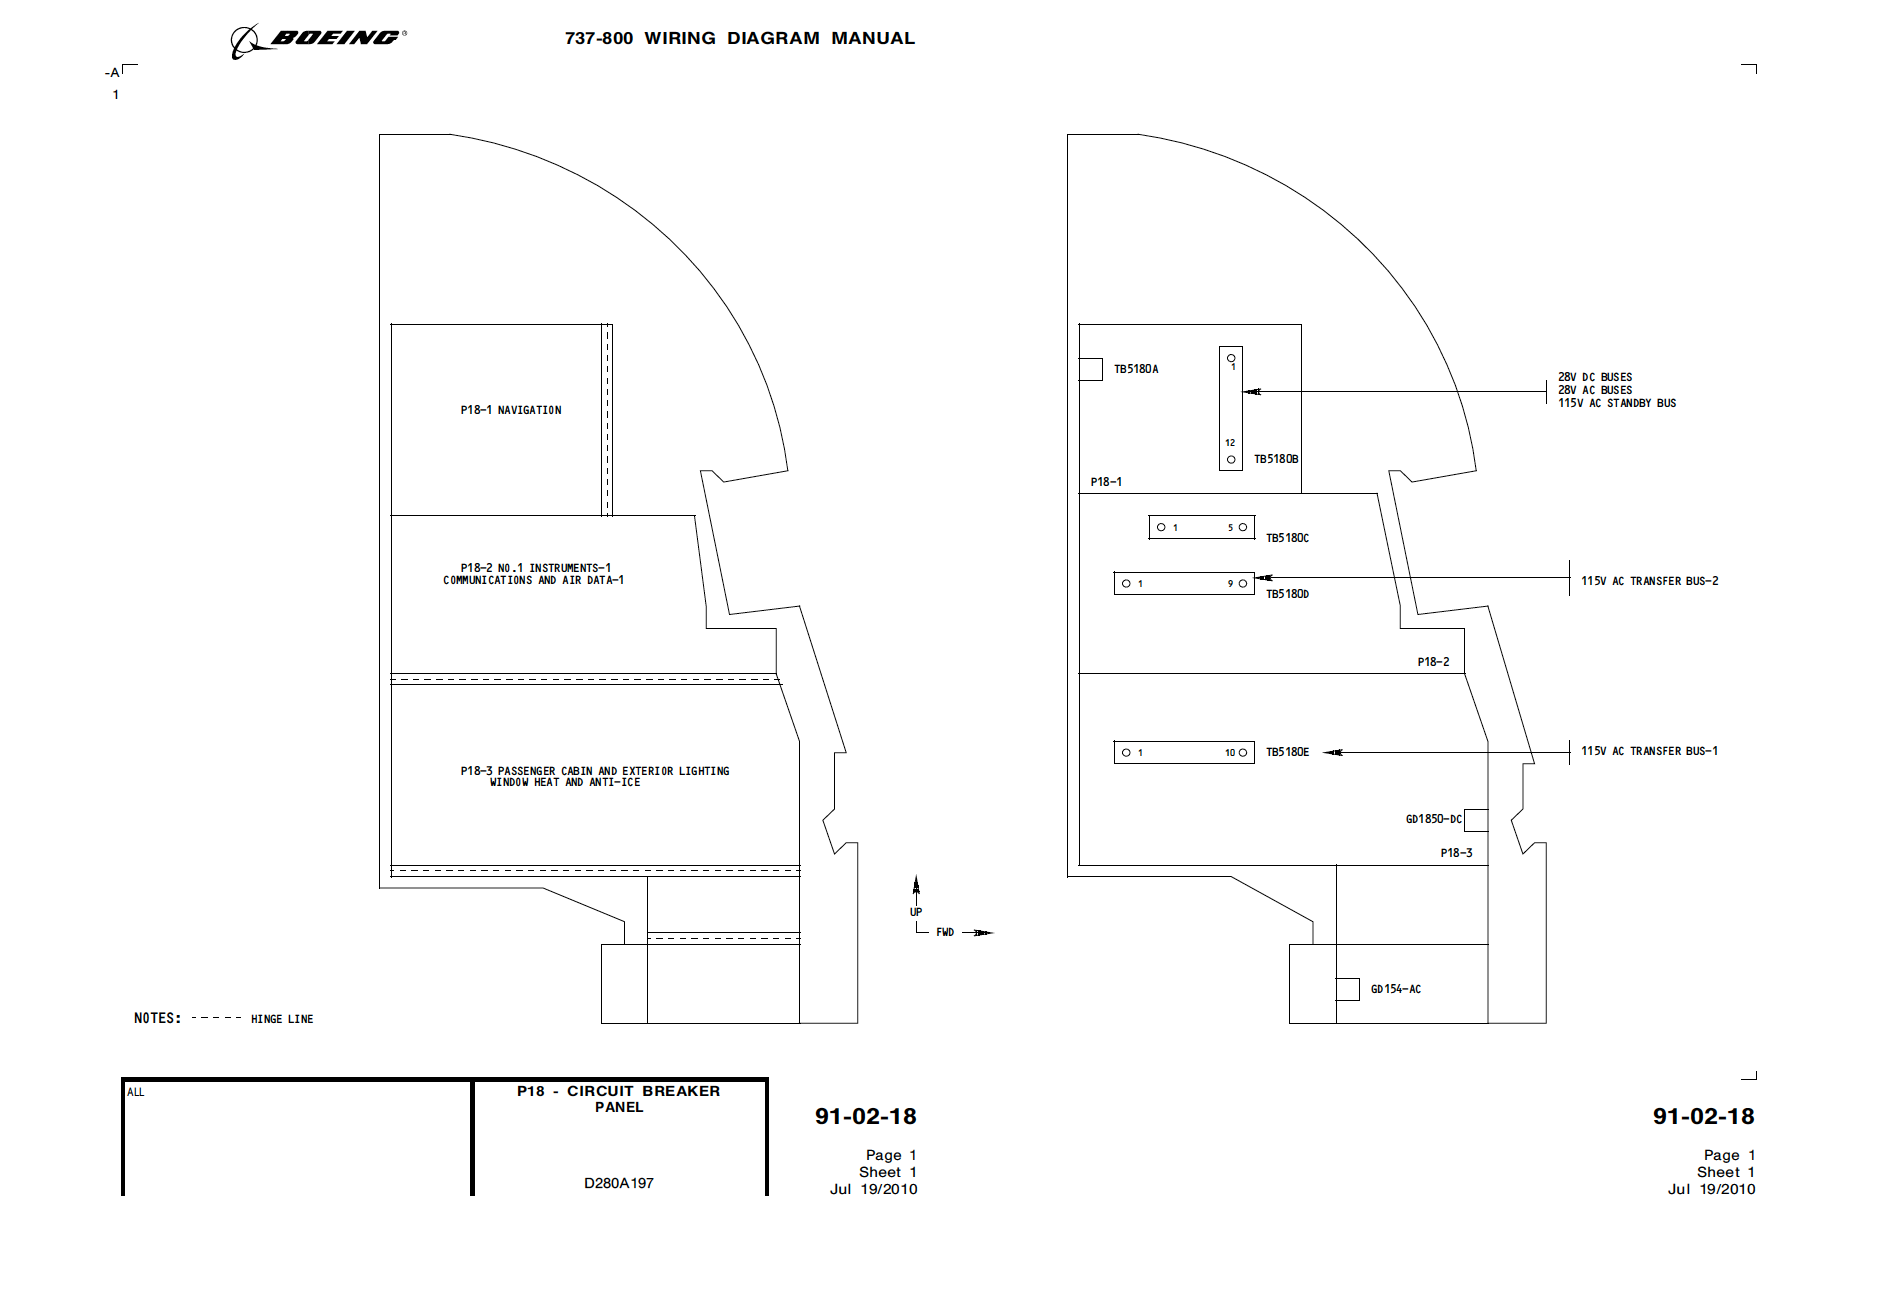 BOEING®
737-800 WIRING DIAGRAM MANUAL
-A
1
P18-1 NAVIGATION
P18-2 NO.1 INSTRUMENTS-1
COMMUNICATIONS AND AIR DATA-1
P18-3 PASSENGER CABIN AND EXTERIOR LIGHTING
WINDOW HEAT AND ANTI-ICE
UP
FWD
TB5180A
1
12
TB5180B
P18-1
28V DC BUSES
28V AC BUSES
115V AC STANDBY BUS
1 5
TB5180C
1 9
TB5180D
115V AC TRANSFER BUS-2
P18-2
1 10
TB5180E
115V AC TRANSFER BUS-1
GD1850-DC
P18-3
GD154-AC
NOTES: ----- HINGE LINE
ALL
P18 - CIRCUIT BREAKER
PANEL
D280A197
91-02-18
Page 1
Sheet 1
Jul 19/2010
91-02-18
Page 1
Sheet 1
Jul 19/2010